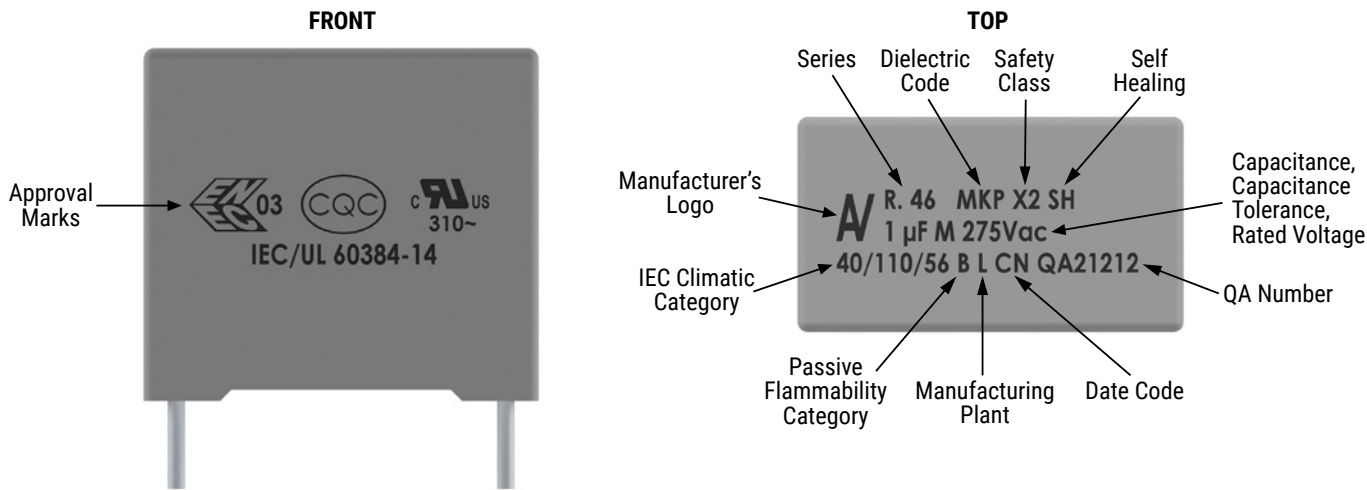 FRONT
Approval
Marks
ENEC 03
CQC
C RU US
310~
IEC/UL 60384-14
TOP
Series
Dielectric
Code
Safety
Class
Self
Healing
Manufacturer's
Logo
R. 46 MKP X2 SH
1 µF M 275Vac
40/110/56 B L CN QA21212
Capacitance,
Capacitance
Tolerance,
Rated Voltage
IEC Climatic
Category
QA Number
Passive
Flammability
Category
Manufacturing
Plant
Date Code